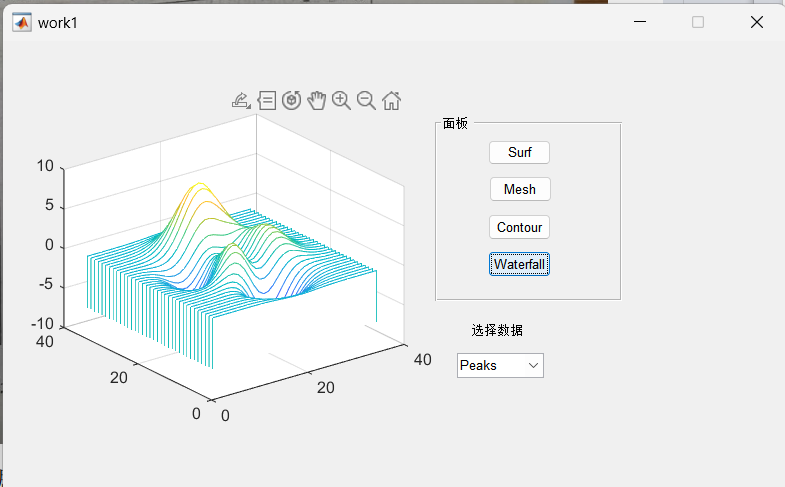 work1
面板
Surf
Mesh
Contour
Waterfall
选择数据
Peaks
10
5
0
-5
-10
40
20
0
0
20
40